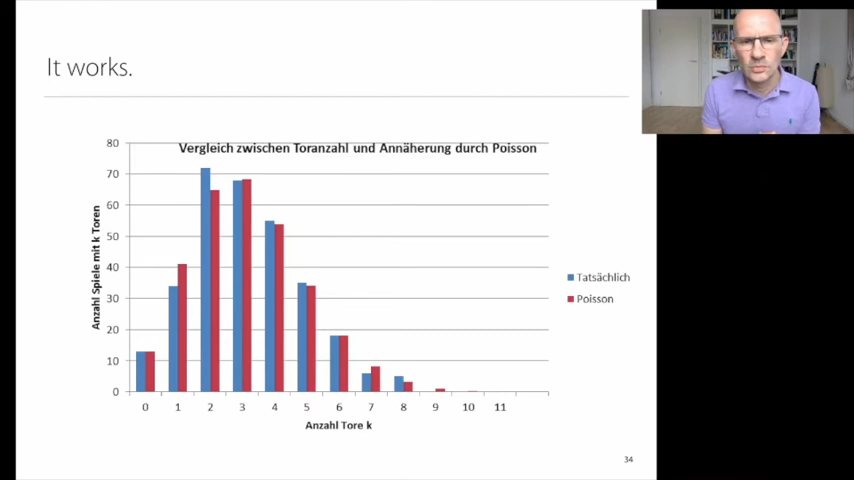 It works.
Vergleich zwischen Toranzahl und Annäherung durch Poisson
80
70
60
50
40
30
20
10
0
Anzahl Spiele mit k Toren
0 1 2 3 4 5 6 7 8 9 10 11
Anzahl Tore k
Tatsächlich
Poisson
34